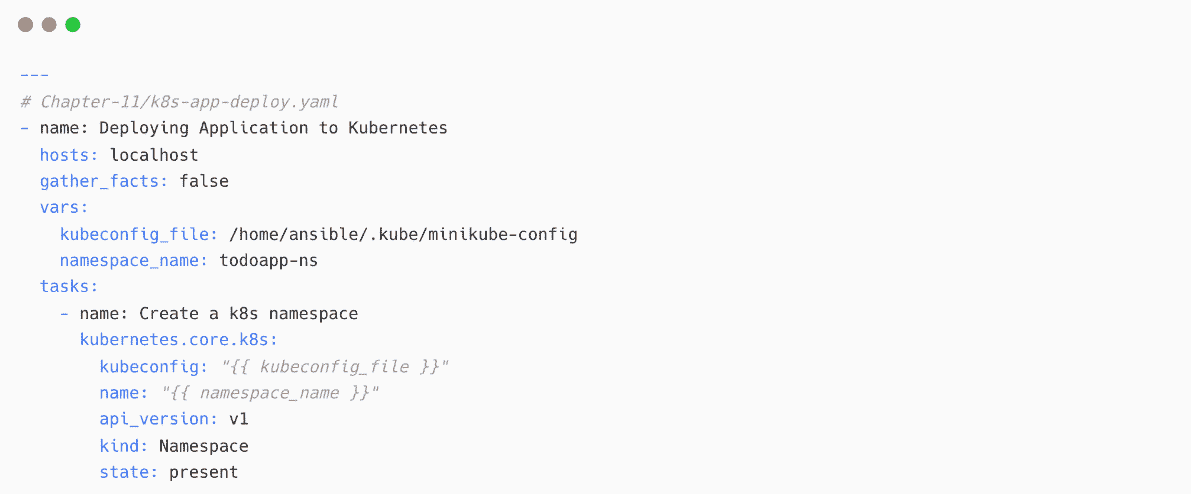 ---
# Chapter-11/k8s-app-deploy.yaml
- name: Deploying Application to Kubernetes
  hosts: localhost
  gather_facts: false
  vars:
    kubeconfig_file: /home/ansible/.kube/minikube-config
    namespace_name: todoapp-ns
  tasks:
    - name: Create a k8s namespace
      kubernetes.core.k8s:
        kubeconfig: "{{ kubeconfig_file }}"
        name: "{{ namespace_name }}"
        api_version: v1
        kind: Namespace
        state: present